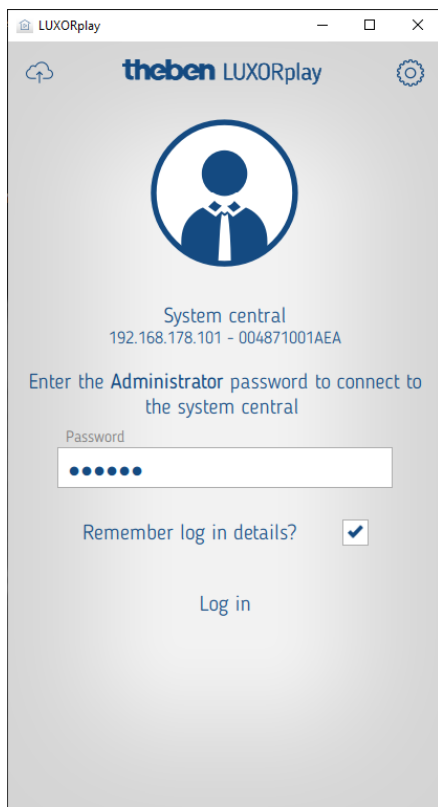 LUXORplay
theben LUXORplay
System central
192.168.178.101 - 004871001AEA
Enter the Administrator password to connect to
the system central
Password
●●●●●●
Remember log in details?
Log in